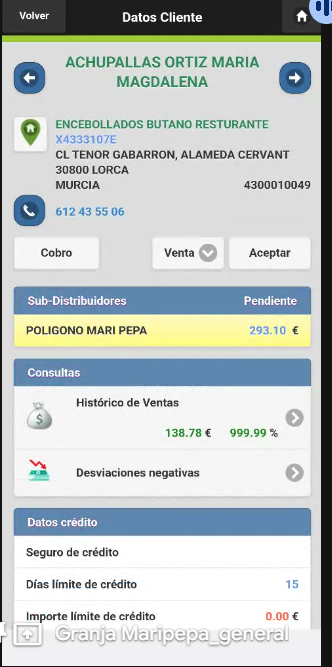 Volver
Datos Cliente
ACHUPALLAS ORTIZ MARIA
MAGDALENA
ENCEBOLLADOS BUTANO RESTURANTE
X4333107E
CL TENOR GABARRON, ALAMEDA CERVANT
30800 LORCA
MURCIA 4300010049
612 43 55 06
Cobro
Venta
Aceptar
Sub-Distribuidores Pendiente
POLIGONO MARI PEPA 293.10 €
Consultas
Histórico de Ventas
138.78 € 999.99 %
Desviaciones negativas
Datos crédito
Seguro de crédito
Días límite de crédito 15
Importe límite de crédito 0.00 €
Granja Maripepa_general